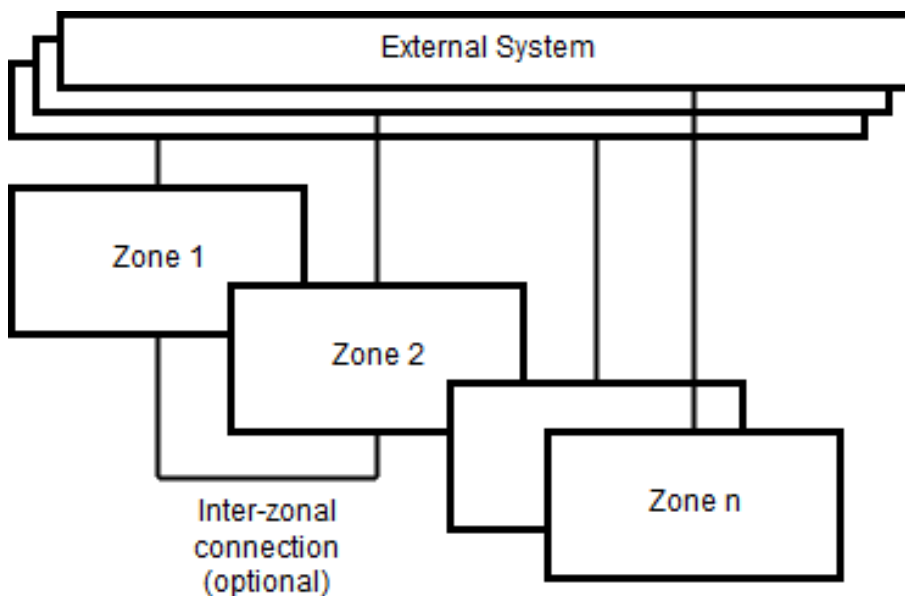 External System
Zone 1
Zone 2
Zone n
Inter-zonal
connection
(optional)